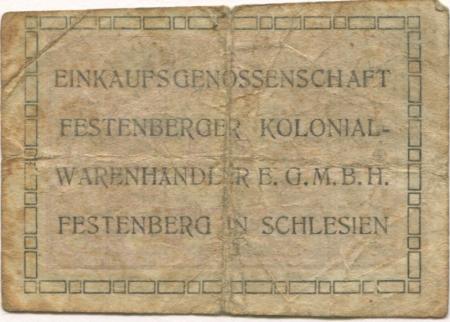 EINKAUFSGENOSSENSCHAFT
FESTENBERGER KOLONIAL-
WARENHÄNDLER E.G.M.B.H.
FESTENBERG IN SCHLESIEN